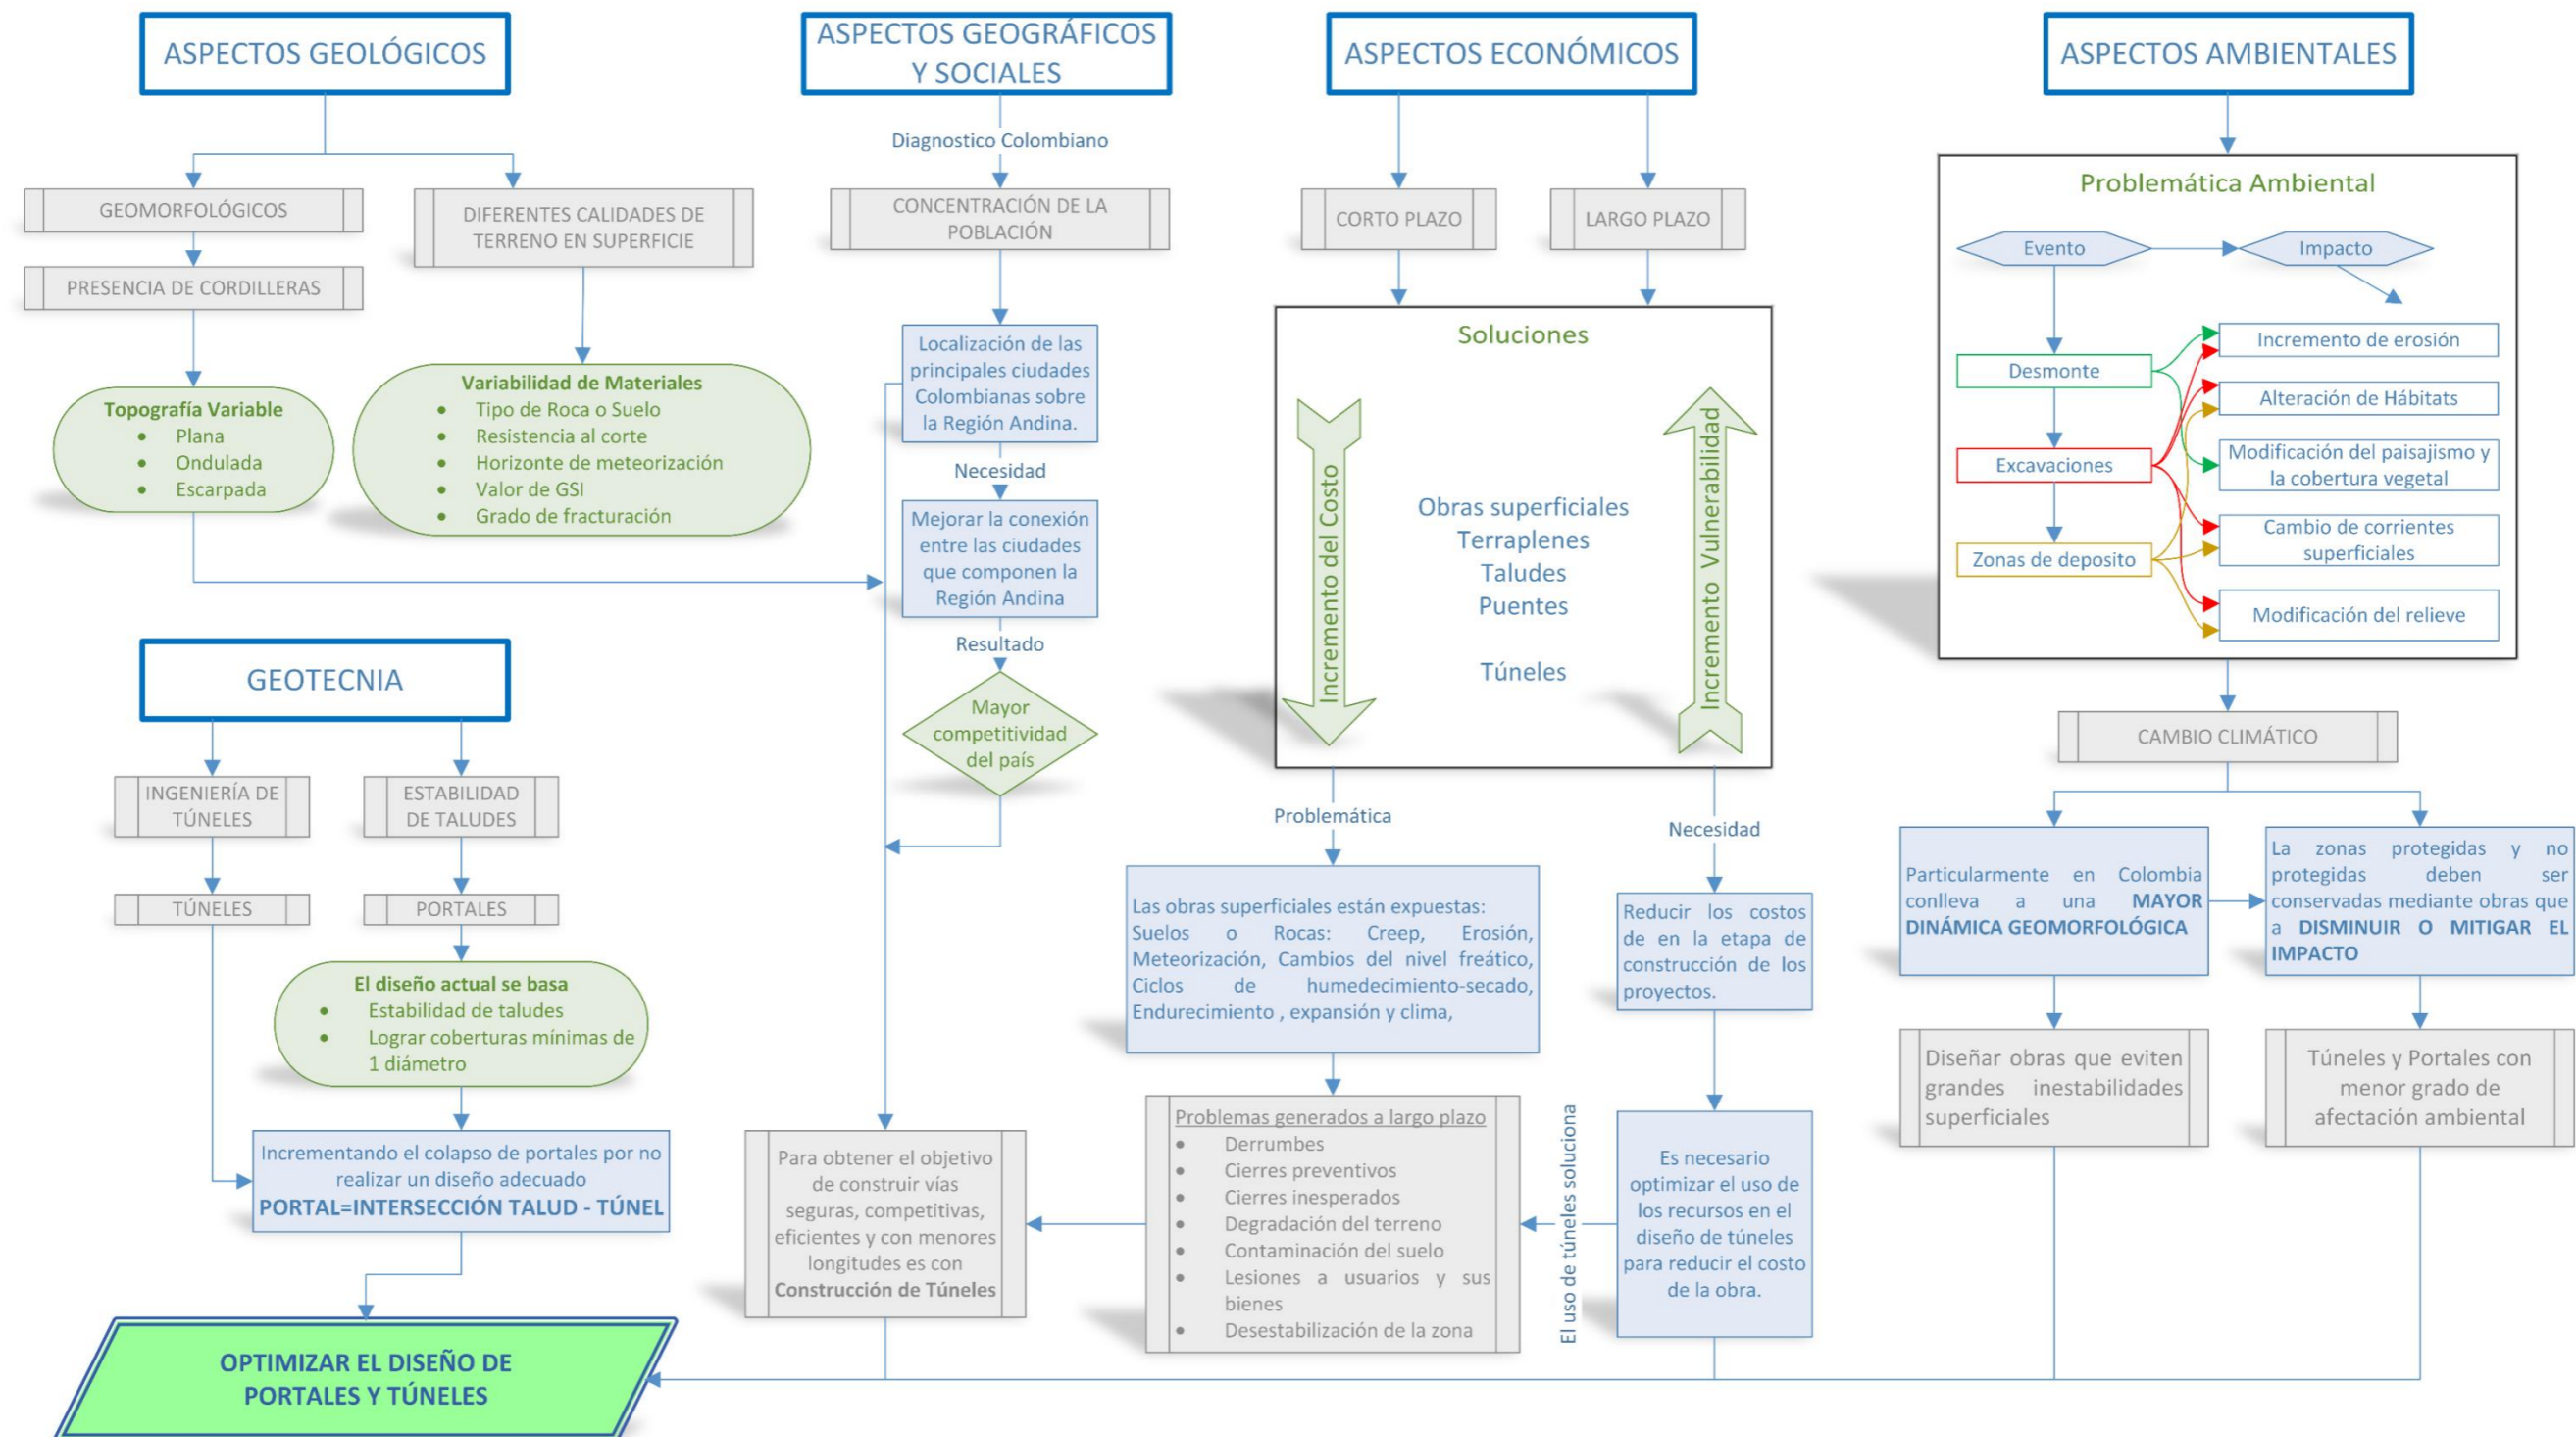 ASPECTOS GEOLÓGICOS
GEOMORFOLÓGICOS
PRESENCIA DE CORDILLERAS
Topografía Variable
• Plana
• Ondulada
• Escarpada
DIFERENTES CALIDADES DE
TERRENO EN SUPERFICIE
Variabilidad de Materiales
• Tipo de Roca o Suelo
• Resistencia al corte
• Horizonte de meteorización
• Valor de GSI
• Grado de fracturación
GEOTECNIA
INGENIERÍA DE
TÚNELES
TÚNELES
ESTABILIDAD
DE TALUDES
PORTALES
El diseño actual se basa
• Estabilidad de taludes
• Lograr coberturas mínimas de
1 diámetro
Incrementando el colapso de portales por no
realizar un diseño adecuado
PORTAL=INTERSECCIÓN TALUD - TÚNEL
OPTIMIZAR EL DISEÑO DE
PORTALES Y TÚNELES
ASPECTOS GEOGRÁFICOS
Y SOCIALES
Diagnostico Colombiano
CONCENTRACIÓN DE LA
POBLACIÓN
Localización de las
principales ciudades
Colombianas sobre
la Región Andina.
Necesidad
Mejorar la conexión
entre las ciudades
que componen la
Región Andina
Resultado
Mayor
competitividad
del país
Para obtener el objetivo
de construir vías
seguras, competitivas,
eficientes y con menores
longitudes es con
Construcción de Túneles
ASPECTOS ECONÓMICOS
CORTO PLAZO
LARGO PLAZO
Soluciones
Incremento del Costo
Obras superficiales
Terraplenes
Taludes
Puentes
Túneles
Incremento Vulnerabilidad
Problemática
Las obras superficiales están expuestas:
Suelos o Rocas: Creep, Erosión,
Meteorización, Cambios del nivel freático,
Ciclos de humedecimiento-secado,
Endurecimiento , expansión y clima,
Problemas generados a largo plazo
• Derrumbes
• Cierres preventivos
• Cierres inesperados
• Degradación del terreno
• Contaminación del suelo
• Lesiones a usuarios y sus
bienes
• Desestabilización de la zona
Necesidad
Reducir los costos
de en la etapa de
construcción de los
proyectos.
El uso de túneles soluciona
Es necesario
optimizar el uso de
los recursos en el
diseño de túneles
para reducir el costo
de la obra.
ASPECTOS AMBIENTALES
Problemática Ambiental
Evento
Impacto
Desmonte
Excavaciones
Zonas de deposito
Incremento de erosión
Alteración de Hábitats
Modificación del paisajismo y
la cobertura vegetal
Cambio de corrientes
superficiales
Modificación del relieve
CAMBIO CLIMÁTICO
Particularmente en Colombia
conlleva a una MAYOR
DINÁMICA GEOMORFOLÓGICA
La zonas protegidas y no
protegidas deben ser
conservadas mediante obras que
a DISMINUIR O MITIGAR EL
IMPACTO
Diseñar obras que eviten
grandes inestabilidades
superficiales
Túneles y Portales con
menor grado de
afectación ambiental